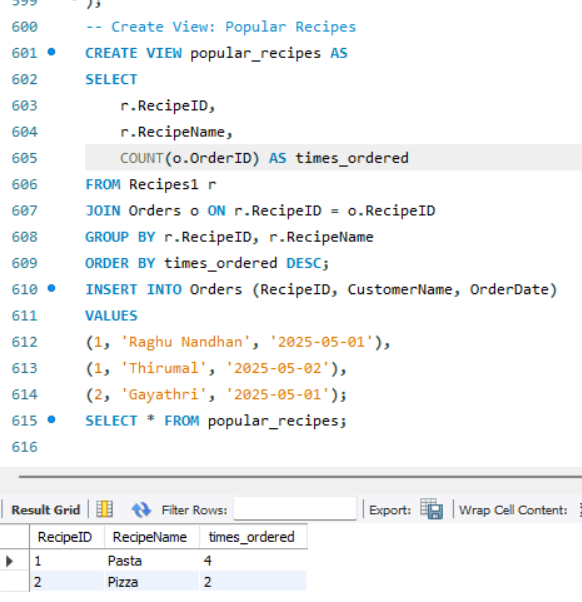 599 );
600 -- Create View: Popular Recipes
601 CREATE VIEW popular_recipes AS
602 SELECT
603 r.RecipeID,
604 r.RecipeName,
605 COUNT(o.OrderID) AS times_ordered
606 FROM Recipes1 r
607 JOIN Orders o ON r.RecipeID = o.RecipeID
608 GROUP BY r.RecipeID, r.RecipeName
609 ORDER BY times_ordered DESC;
610 INSERT INTO Orders (RecipeID, CustomerName, OrderDate)
611 VALUES
612 (1, 'Raghu Nandhan', '2025-05-01'),
613 (1, 'Thirumal', '2025-05-02'),
614 (2, 'Gayathri', '2025-05-01');
615 SELECT * FROM popular_recipes;
616
Result Grid Filter Rows: Export: Wrap Cell Content:
RecipeID RecipeName times_ordered
1 Pasta 4
2 Pizza 2